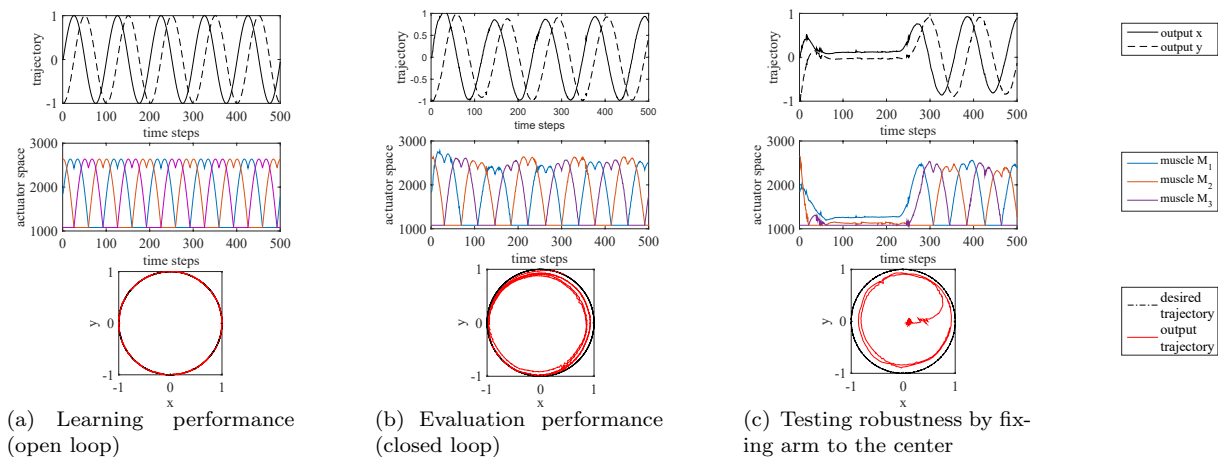 1
0
-1
trajectory
0 100 200 300 400 500
time steps
3000
2000
1000
actuator space
0 100 200 300 400 500
time steps
1
0
-1
y
-1 0 1
x
(a) Learning performance
(open loop)
1
0.5
0
-0.5
-1
trajectory
0 100 200 300 400 500
time steps
3000
2000
1000
actuator space
0 100 200 300 400 500
time steps
1
0
-1
y
-1 0 1
x
(b) Evaluation performance
(closed loop)
1
0
-1
trajectory
0 100 200 300 400 500
time steps
3000
2000
1000
actuator space
0 100 200 300 400 500
time steps
1
0
-1
y
-1 0 1
x
(c) Testing robustness by fix-
ing arm to the center
output x
output y
muscle M1
muscle M2
muscle M3
desired
trajectory
output
trajectory